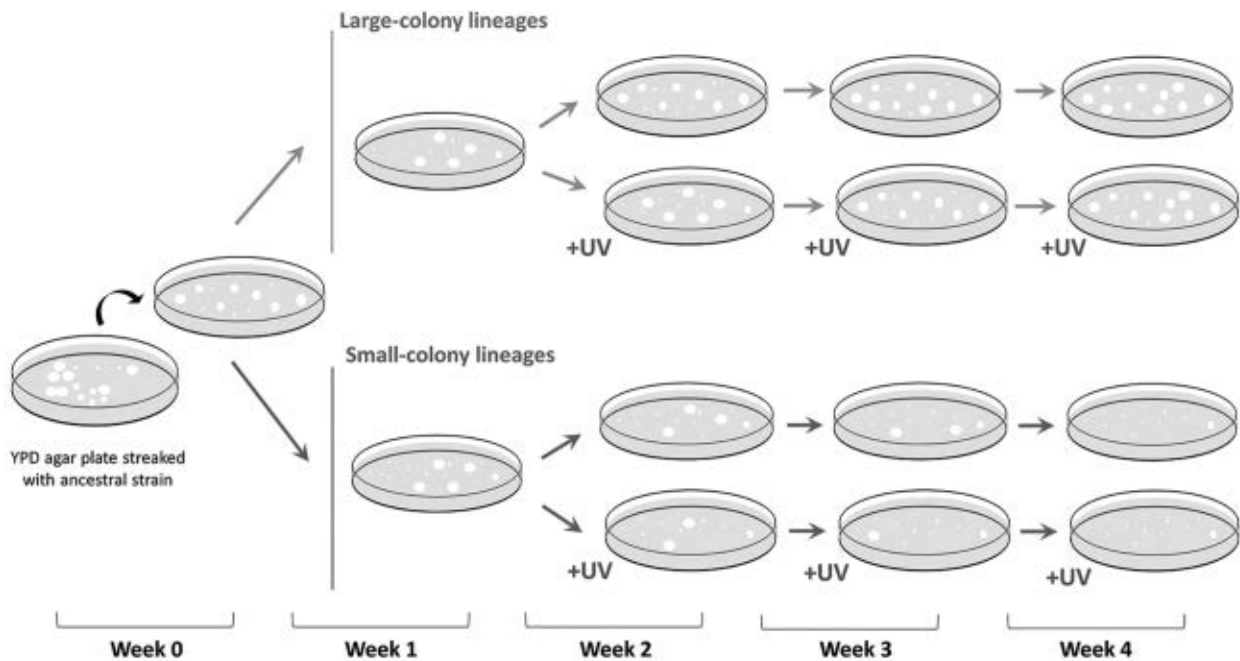 Large-colony lineages
+UV
+UV
+UV
Small-colony lineages
YPD agar plate streaked
with ancestral strain
+UV
+UV
+UV
Week 0
Week 1
Week 2
Week 3
Week 4